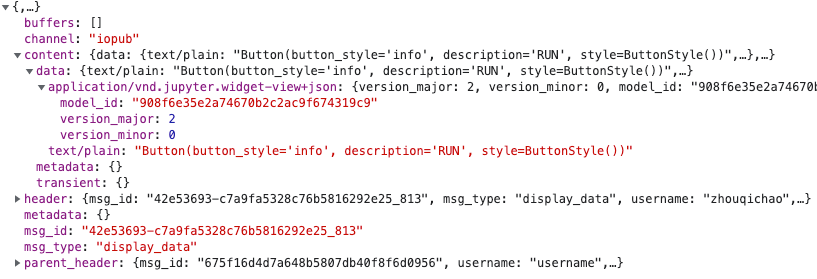 {,…}
buffers: []
channel: "iopub"
content: {data: {text/plain: "Button(button_style='info', description='RUN', style=ButtonStyle())",…},…}
data: {text/plain: "Button(button_style='info', description='RUN', style=ButtonStyle())",…}
application/vnd.jupyter.widget-view+json: {version_major: 2, version_minor: 0, model_id: "908f6e35e2a74670b
model_id: "908f6e35e2a74670b2c2ac9f674319c9"
version_major: 2
version_minor: 0
text/plain: "Button(button_style='info', description='RUN', style=ButtonStyle())"
metadata: {}
transient: {}
header: {msg_id: "42e53693-c7a9fa5328c76b5816292e25_813", msg_type: "display_data", username: "zhouqichao",…}
metadata: {}
msg_id: "42e53693-c7a9fa5328c76b5816292e25_813"
msg_type: "display_data"
parent_header: {msg_id: "675f16d4d7a648b5807db40f8f6d0956", username: "username",…}